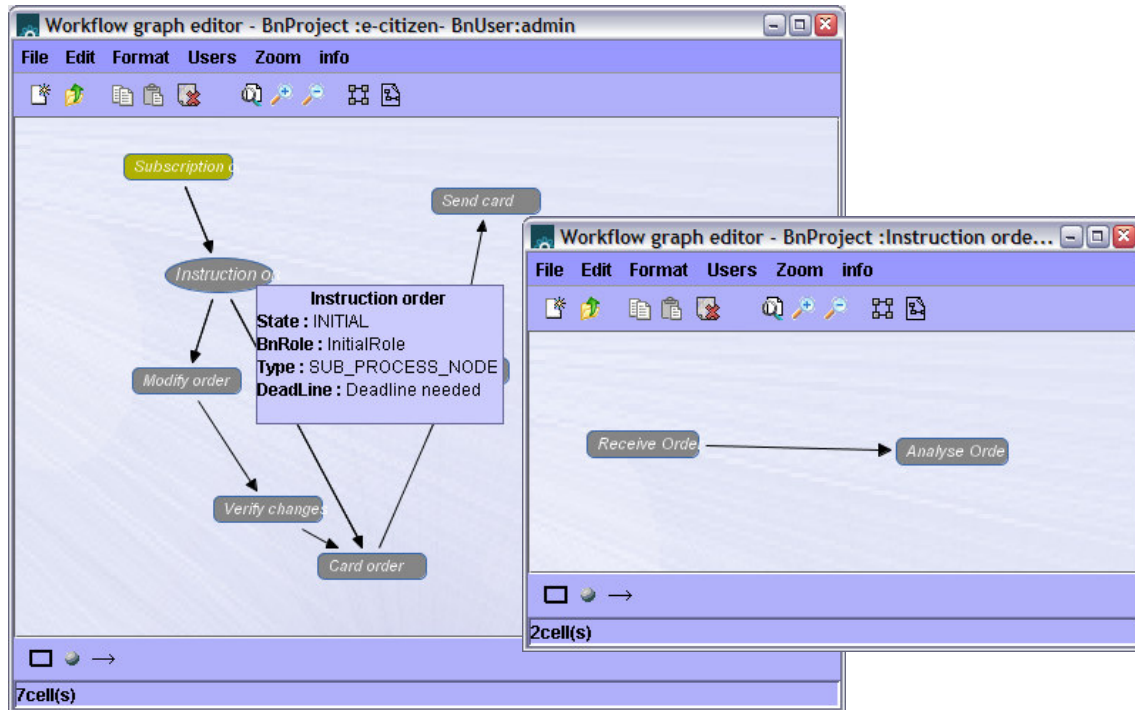 Workflow graph editor - BnProject :e-citizen- BnUser:admin
File Edit Format Users Zoom info
Subscription o
Send card
Instruction o
Instruction order
State : INITIAL
BnRole : InitialRole
Type : SUB_PROCESS_NODE
DeadLine : Deadline needed
Modify order
Verify changes
Card order
7cell(s)
Workflow graph editor - BnProject :Instruction orde...
File Edit Format Users Zoom info
Receive Orde
Analyse Orde
2cell(s)